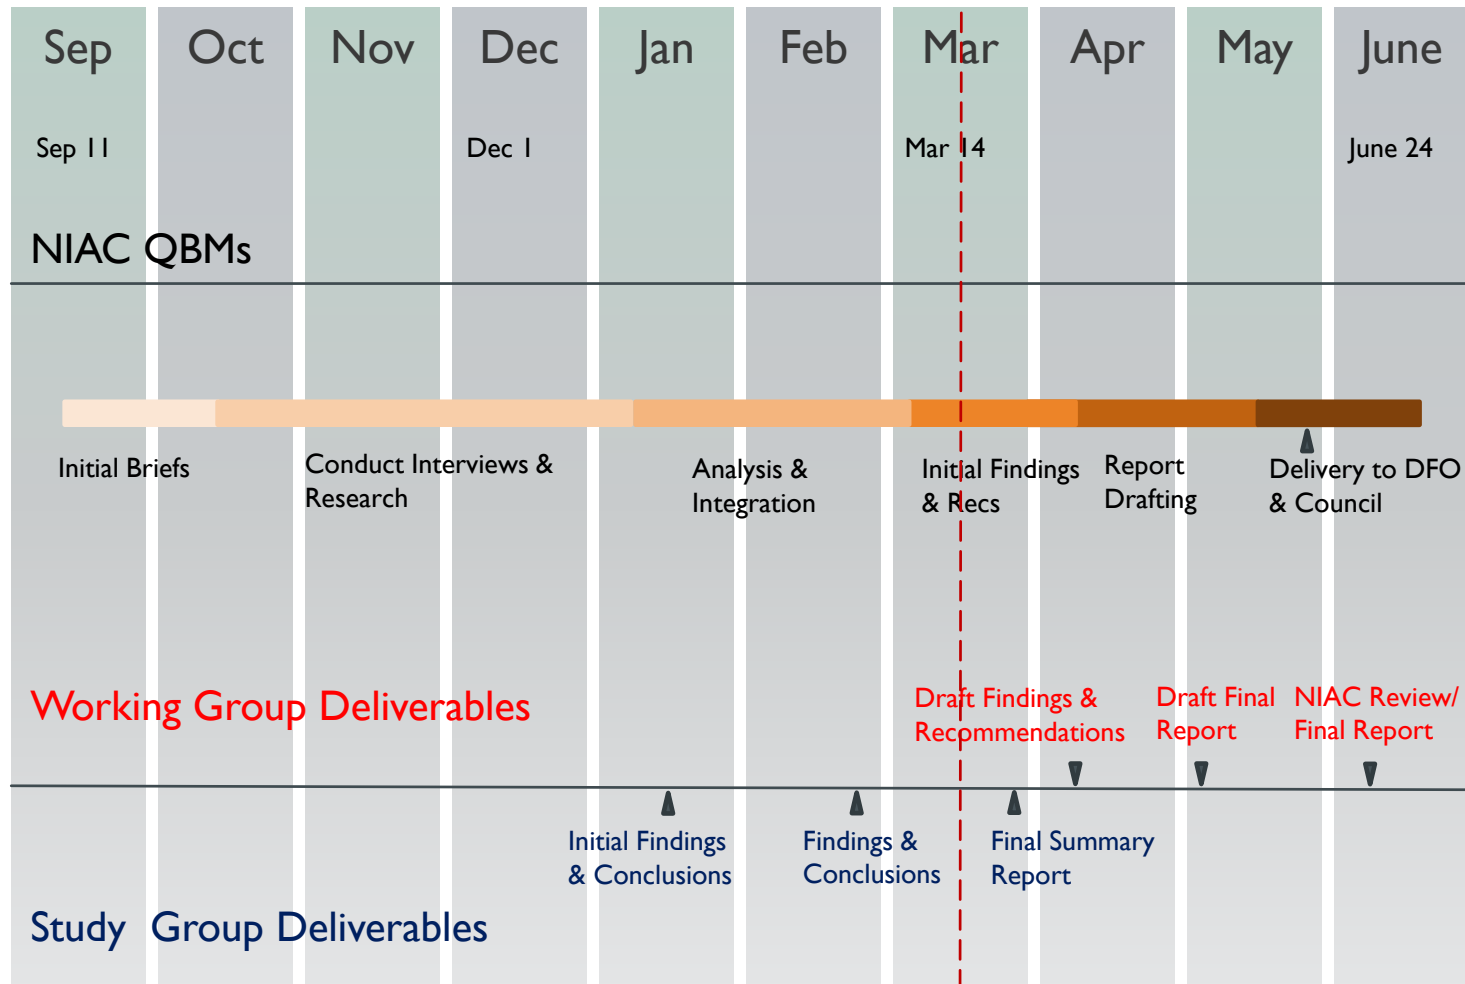 Sep Oct Nov Dec Jan Feb Mar Apr May June
Sep 11 Dec 1 Mar 14 June 24
NIAC QBMs
Initial Briefs
Conduct Interviews &
Research
Analysis &
Integration
Initial Findings
& Recs
Report
Drafting
Delivery to DFO
& Council
Working Group Deliverables
Draft Findings &
Recommendations
Draft Final
Report
NIAC Review/
Final Report
Initial Findings
& Conclusions
Findings &
Conclusions
Final Summary
Report
Study Group Deliverables